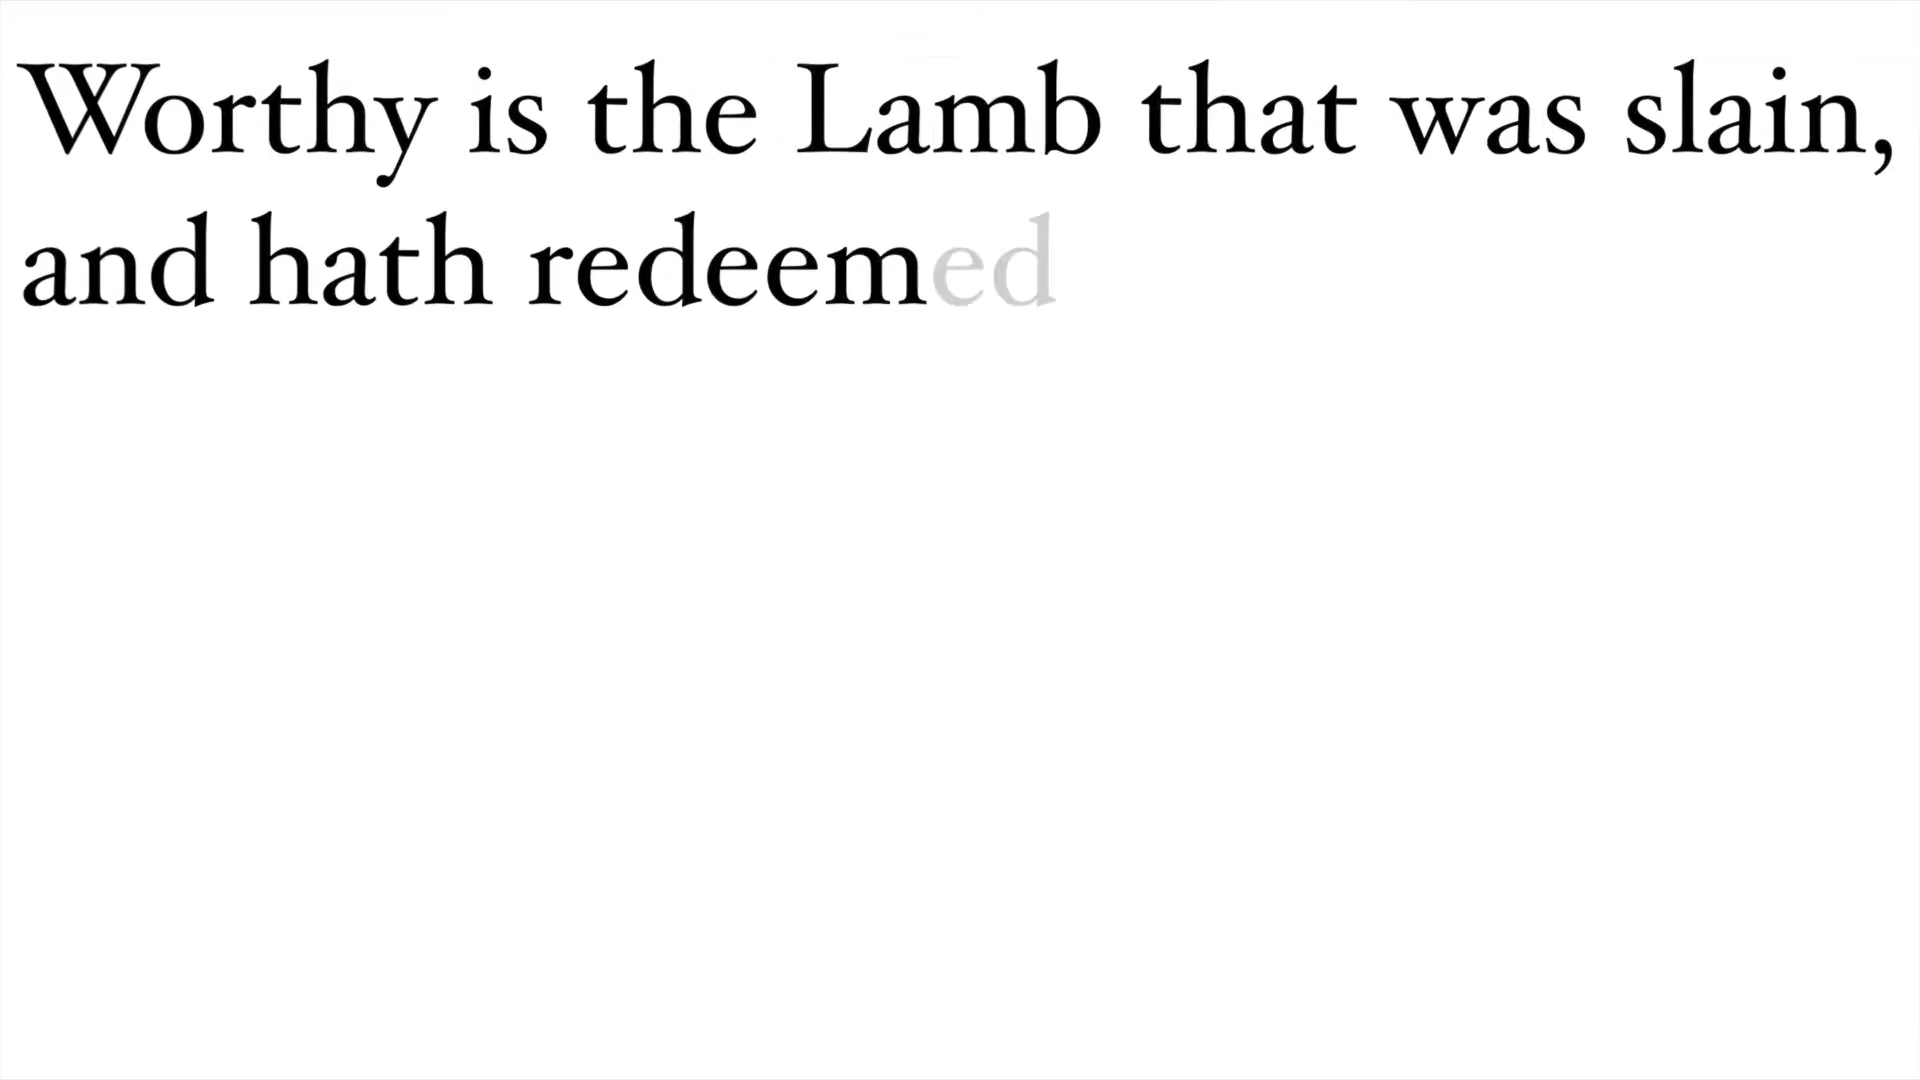 Worthy is the Lamb that was slain,
and hath redeemed